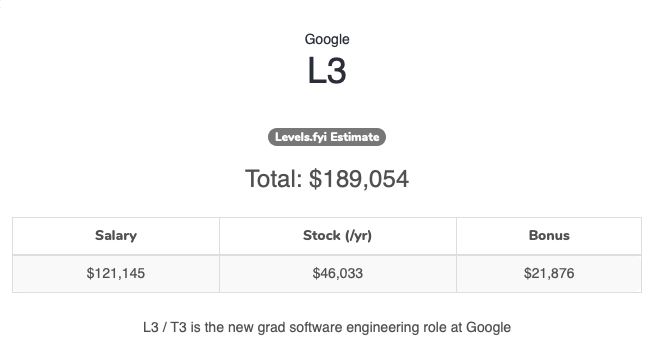 Google
L3
Levels.fyi Estimate
Total: $189,054
Salary Stock (/yr) Bonus
$121,145 $46,033 $21,876
L3 / T3 is the new grad software engineering role at Google